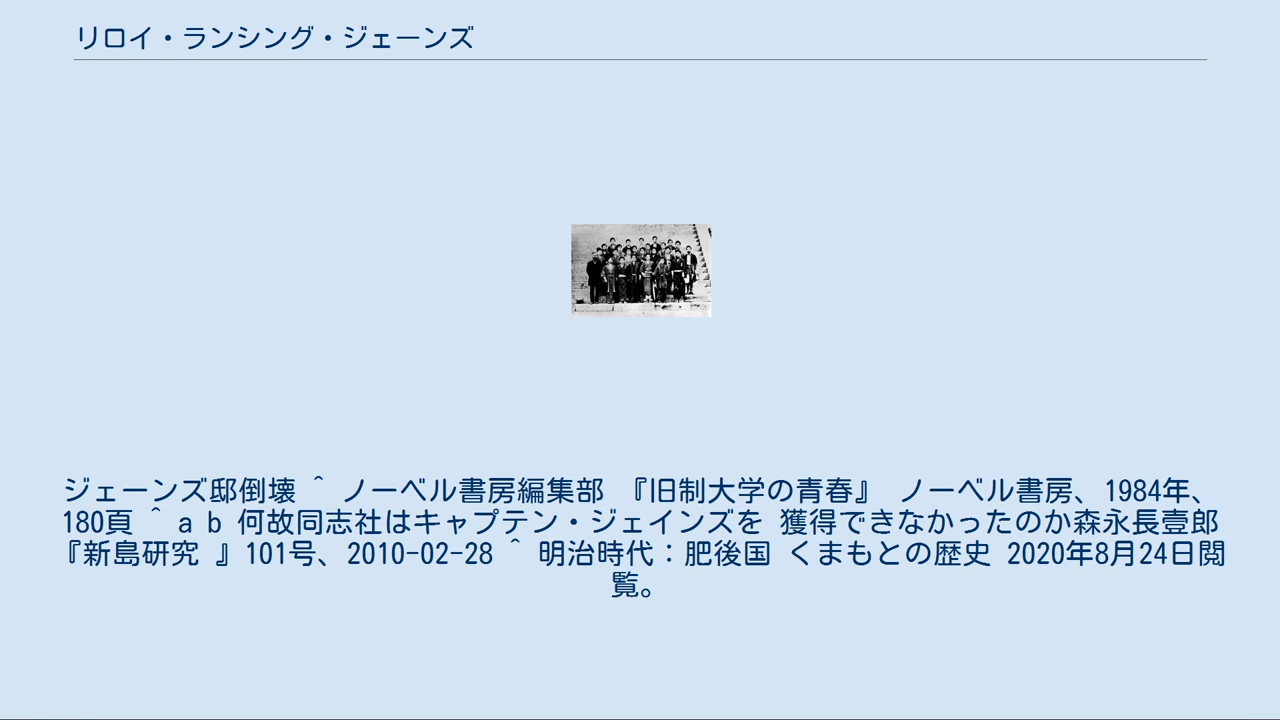 リロイ・ランシング・ジェーンズ
ジェーンズ邸倒壊 ^ ノーベル書房編集部 『旧制大学の青春』 ノーベル書房、1984年、
180頁 ^ a b 何故同志社はキャプテン・ジェインズを 獲得できなかったのか森永長壹郎
『新島研究 』101号、2010-02-28 ^ 明治時代：肥後国 くまもとの歴史 2020年8月24日閲
覧。